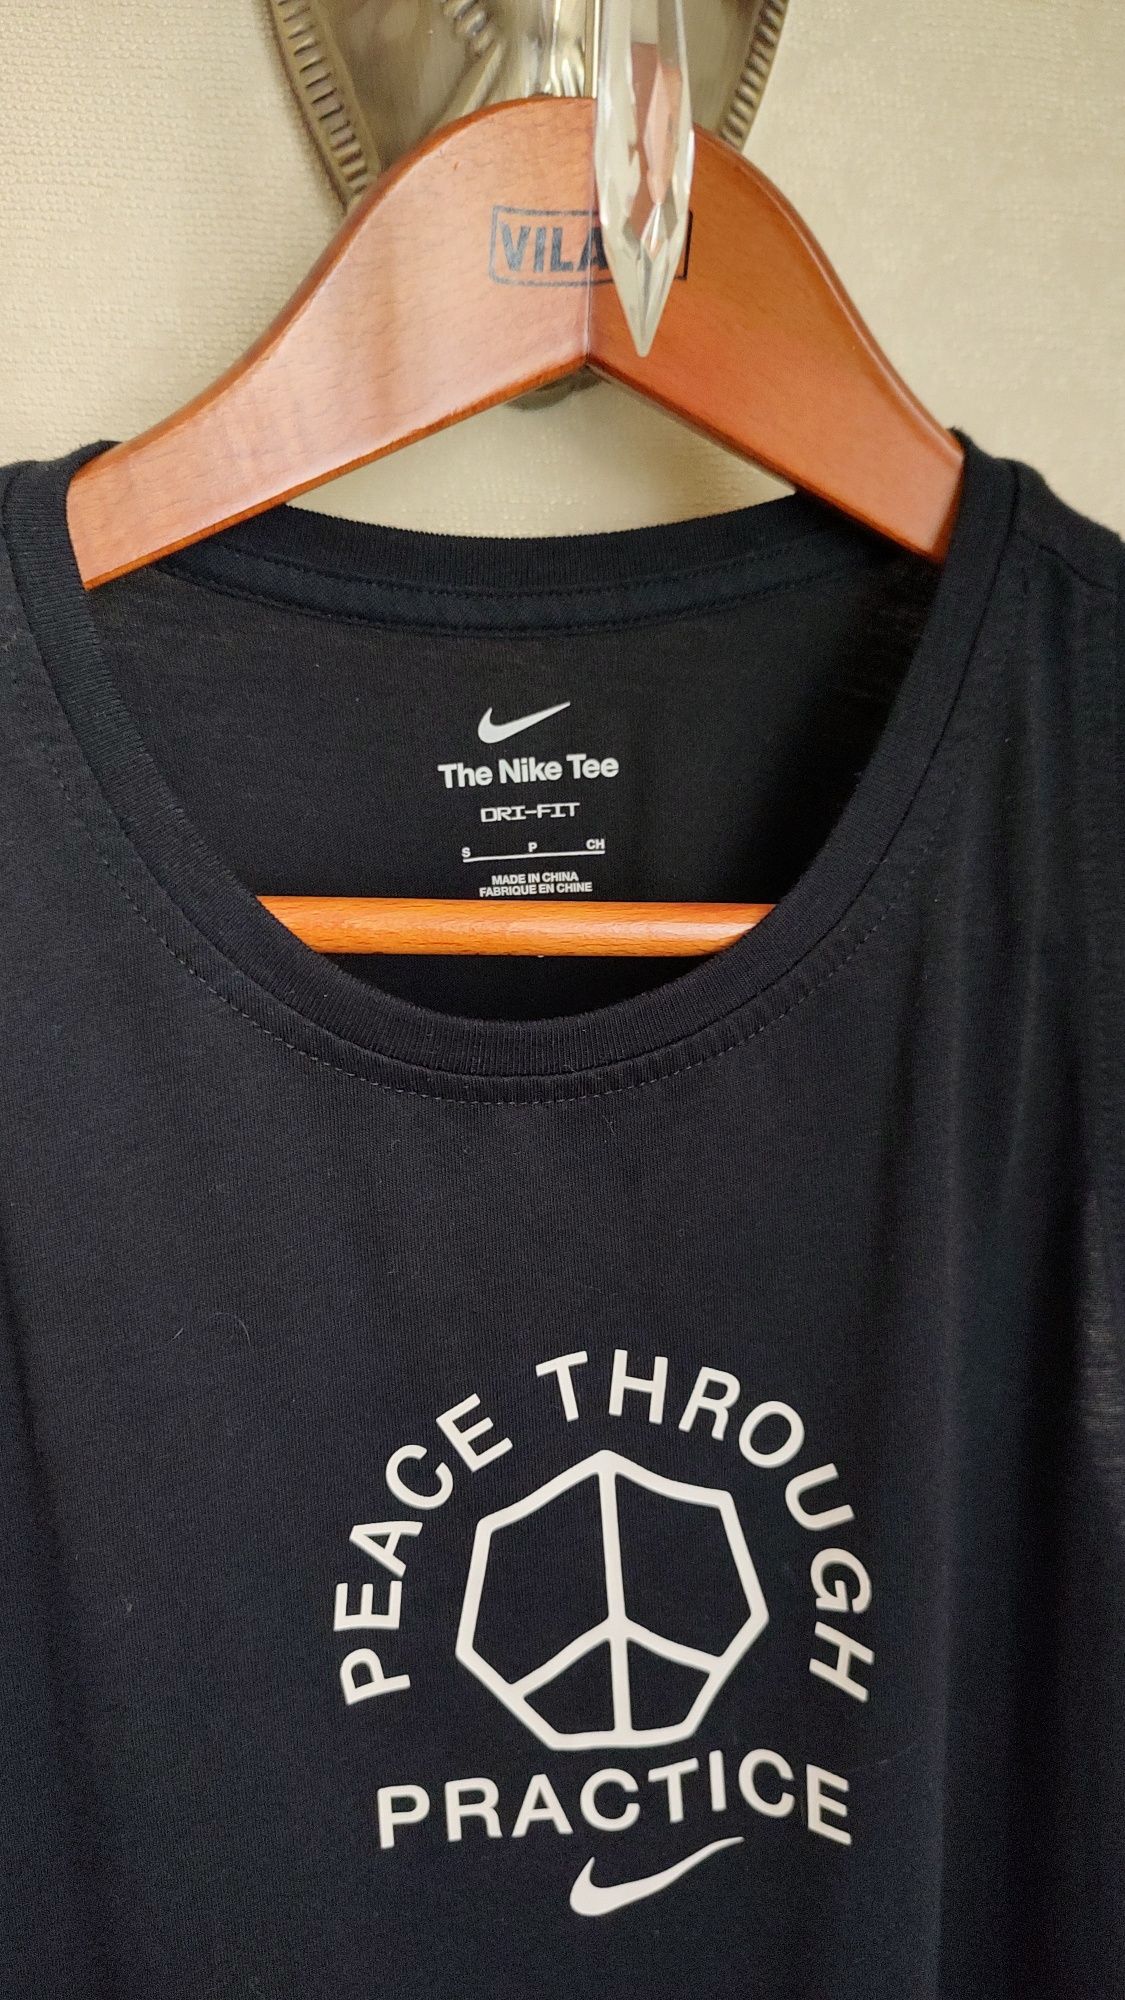 The Nike Tee
DRI-FIT
S P CH
MADE IN CHINA
FABRIQUE EN CHINE
PEACE THROUGH
PRACTICE